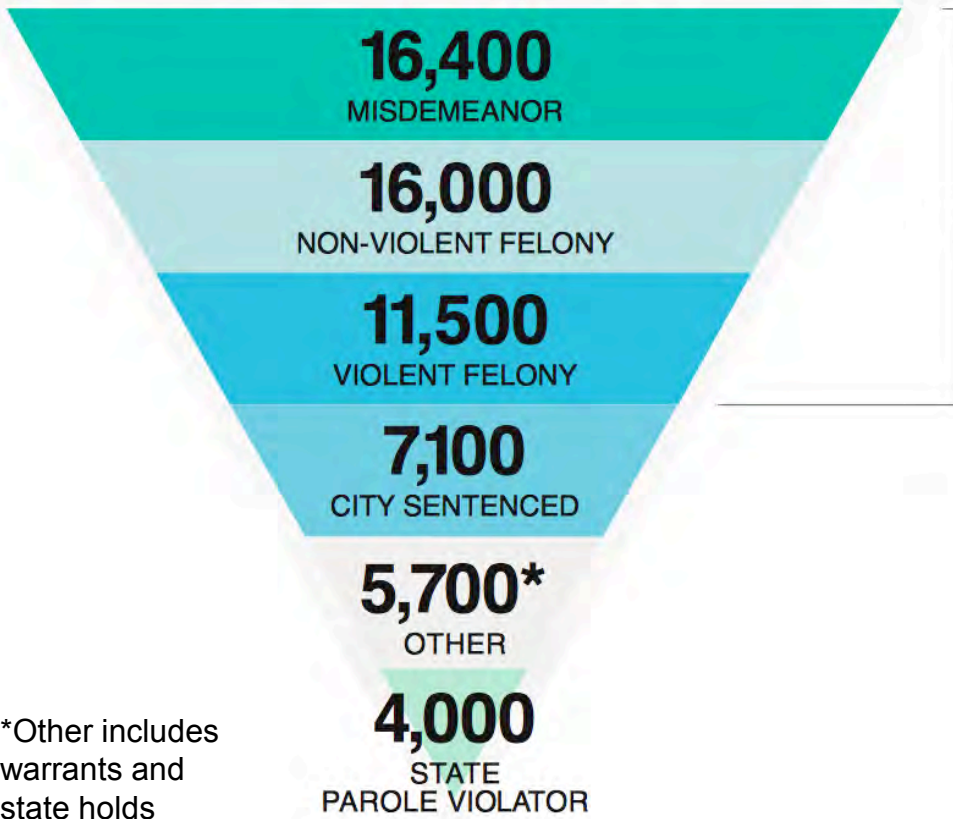 16,400
MISDEMEANOR
16,000
NON-VIOLENT FELONY
11,500
VIOLENT FELONY
7,100
CITY SENTENCED
5,700*
OTHER
4,000
STATE
PAROLE VIOLATOR
*Other includes
warrants and
state holds